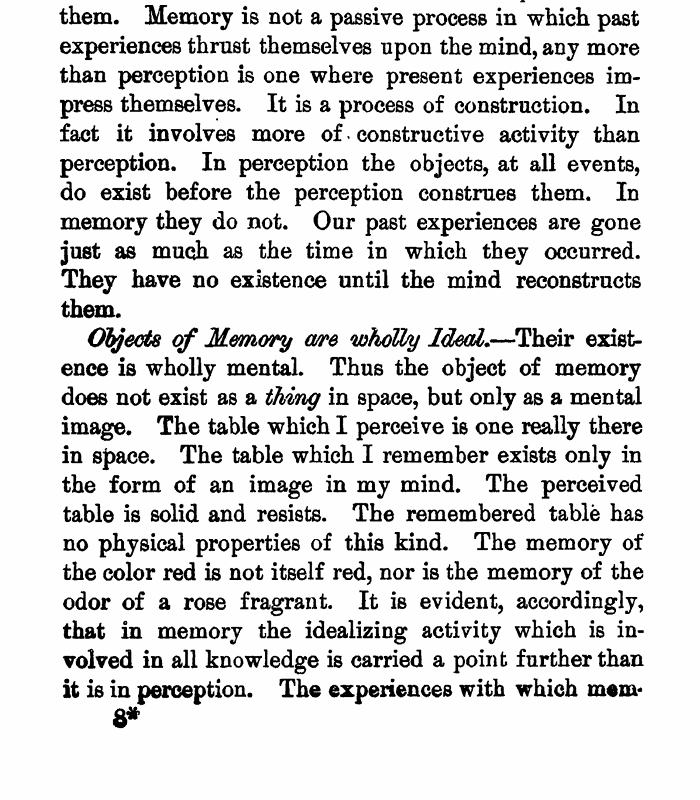 them. Memory is not a passive process in which past
experiences thrust themselves upon the mind, any more
than perception is one where present experiences im-
press themselves. It is a process of construction. In
fact it involves more of constructive activity than
perception. In perception the objects, at all events,
do exist before the perception construes them. In
memory they do not. Our past experiences are gone
just as much as the time in which they occurred.
They have no existence until the mind reconstructs
them.
Objects of Memory are wholly Ideal.—Their exist-
ence is wholly mental. Thus the object of memory
does not exist as a thing in space, but only as a mental
image. The table which I perceive is one really there
in space. The table which I remember exists only in
the form of an image in my mind. The perceived
table is solid and resists. The remembered table has
no physical properties of this kind. The memory of
the color red is not itself red, nor is the memory of the
odor of a rose fragrant. It is evident, accordingly,
that in memory the idealizing activity which is in-
volved in all knowledge is carried a point further than
it is in perception. The experiences with which mem-
8*